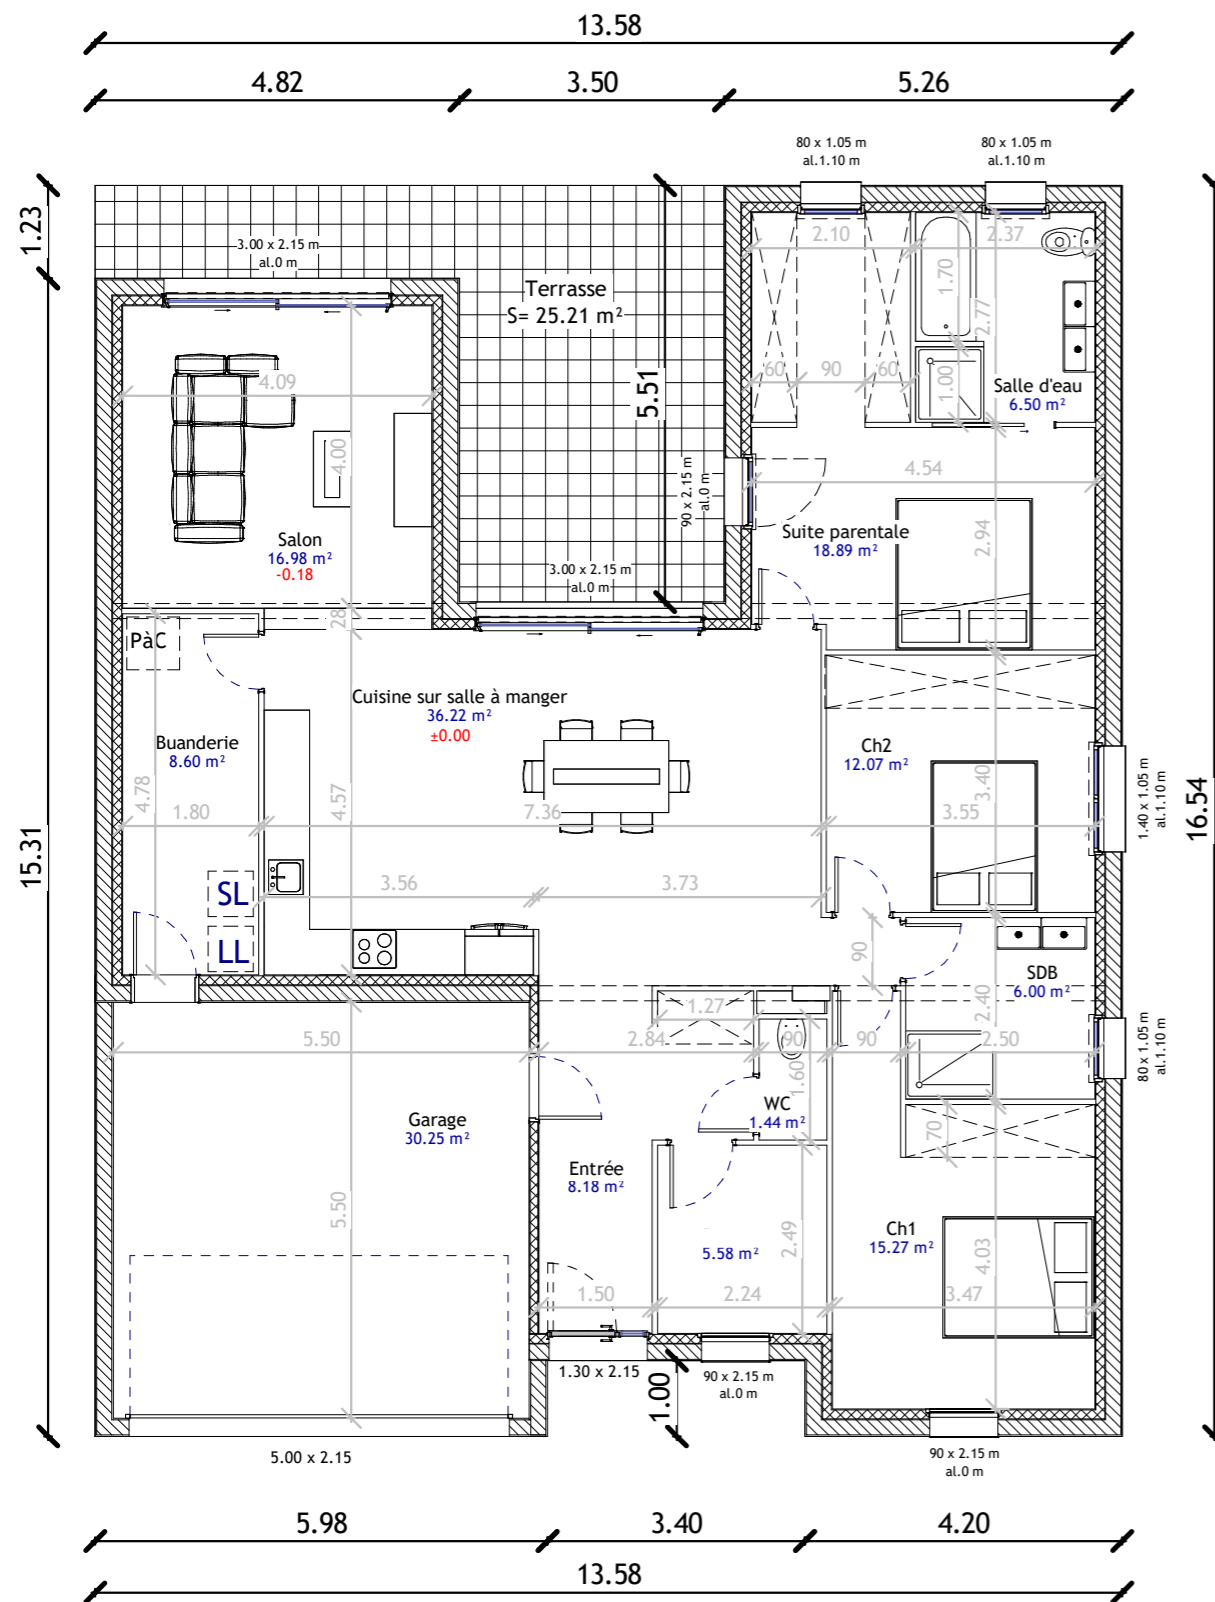 13.58
4.82
3.50
5.26
80 x 1.05 m
al.1.10 m
80 x 1.05 m
al.1.10 m
1.23
3.00 x 2.15 m
al.0 m
Terrasse
S= 25.21 m²
5.51
2.10
2.37
1.70
2.77
60
90
60
1.00
Salle d'eau
6.50 m²
4.09
4.00
90 x 2.15 m
al.0 m
4.54
Suite parentale
18.89 m²
2.94
Salon
16.98 m²
-0.18
3.00 x 2.15 m
al.0 m
28
PàC
Cuisine sur salle à manger
36.22 m²
±0.00
Buanderie
8.60 m²
Ch2
12.07 m²
4.78
1.80
4.57
7.36
3.40
3.55
1.40 x 1.05 m
al.1.10 m
16.54
15.31
SL
3.56
3.73
LL
90
SDB
6.00 m²
2.40
1.27
5.50
2.84
90
90
2.50
80 x 1.05 m
al.1.10 m
1.60
WC
1.44 m²
Garage
30.25 m²
70
Entrée
8.18 m²
5.50
5.58 m²
2.49
Ch1
15.27 m²
4.03
1.50
2.24
3.47
1.30 x 2.15
1.00
90 x 2.15 m
al.0 m
5.00 x 2.15
90 x 2.15 m
al.0 m
5.98
3.40
4.20
13.58